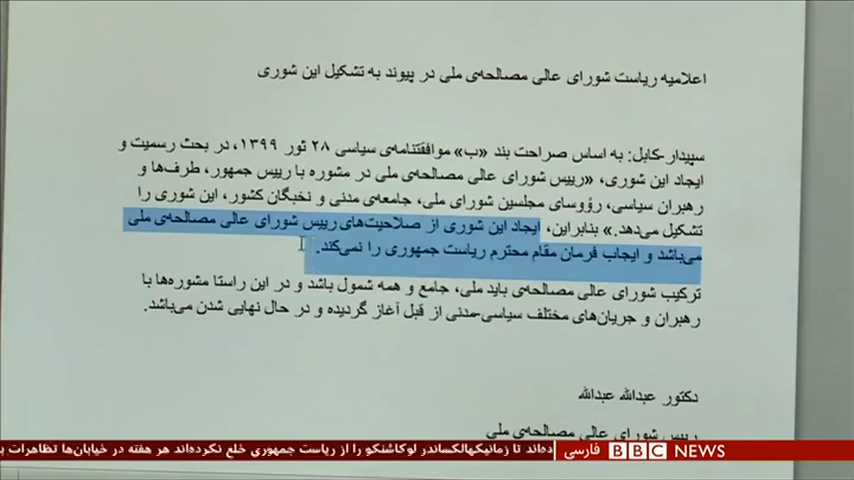 اعلامیه ریاست شورای عالی مصالحه‌ی ملی در پیوند به تشکیل این شوری
سپیدار-کابل: به اساس صراحت بند «ب» موافقتنامه‌ی سیاسی ۲۸ ثور ۱۳۹۹، در بحث رسمیت و
ایجاد این شوری، «رییس شورای عالی مصالحه‌ی ملی در مشوره با رییس جمهور، طرف‌ها و
رهبران سیاسی، رؤوسای مجلسین شورای ملی، جامعه‌ی مدنی و نخبگان کشور، این شوری را
تشکیل می‌دهد.» بنابراین، ایجاد این شوری از صلاحیت‌های رییس شورای عالی مصالحه‌ی ملی
می‌باشد و ایجاب فرمان مقام محترم ریاست جمهوری را نمی‌کند.
ترکیب شورای عالی مصالحه‌ی باید ملی، جامع و همه شمول باشد و در این راستا مشوره‌ها با
رهبران و جریان‌های مختلف سیاسی-مدنی از قبل آغاز گردیده و در حال نهایی شدن می‌باشد.
دکتور عبدالله عبدالله
رییس شورای عالی مصالحه‌ی ملی
BBC NEWS فارسی
ده‌اند تا زمانیکهالکساندر لوکاشنکو را از ریاست جمهوری خلع نکرده‌اند هر هفته در خیابان‌ها تظاهرات